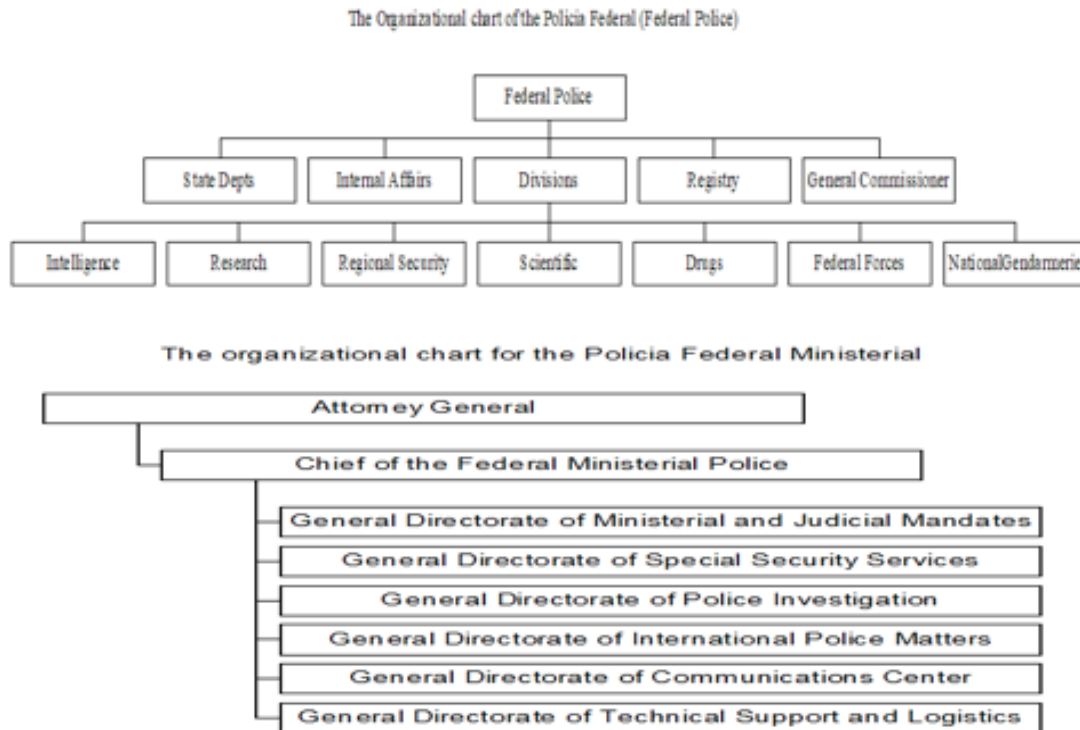 The Organizational chart of the Policia Federal (Federal Police)
Federal Police
State Depts
Internal Affairs
Divisions
Registry
General Commissioner
Intelligence
Research
Regional Security
Scientific
Drugs
Federal Forces
NationalGendarmerie
The organizational chart for the Policia Federal Ministerial
Attorney General
Chief of the Federal Ministerial Police
General Directorate of Ministerial and Judicial Mandates
General Directorate of Special Security Services
General Directorate of Police Investigation
General Directorate of International Police Matters
General Directorate of Communications Center
General Directorate of Technical Support and Logistics